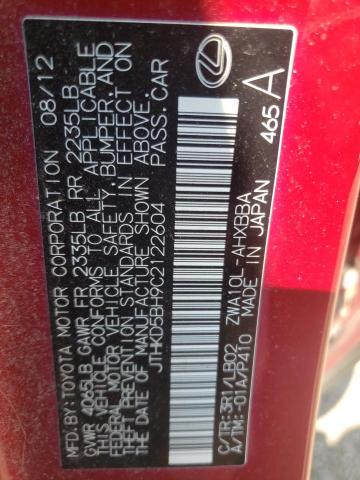 MFD.BY:TOYOTA MOTOR CORPORATION 08/12
GVWR 4065LB GAWR FR 2335LB RR 2235LB
THIS VEHICLE CONFORMS TO ALL APPLICABLE
FEDERAL MOTOR VEHICLE SAFETY, BUMPER, AND
THEFT PREVENTION STANDARDS IN EFFECT ON
THE DATE OF MANUFACTURE SHOWN ABOVE.
JTHKD5BH*C2122604 PASS.CAR
ZWA10L-AHXBBA
C/TR:3R1/LB02
A/TM:-01A/P410 MADE IN JAPAN 465 A